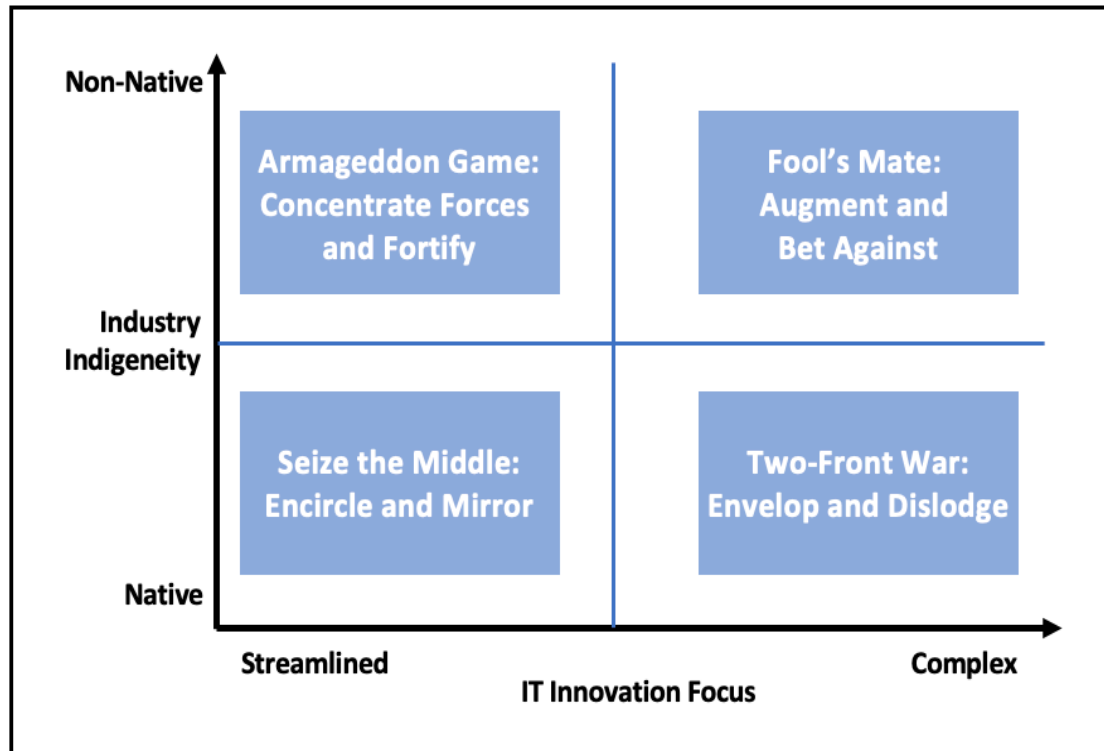 Non-Native
Armageddon Game:
Concentrate Forces
and Fortify
Fool’s Mate:
Augment and
Bet Against
Industry
Indigeneity
Seize the Middle:
Encircle and Mirror
Two-Front War:
Envelop and Dislodge
Native
Streamlined
Complex
IT Innovation Focus